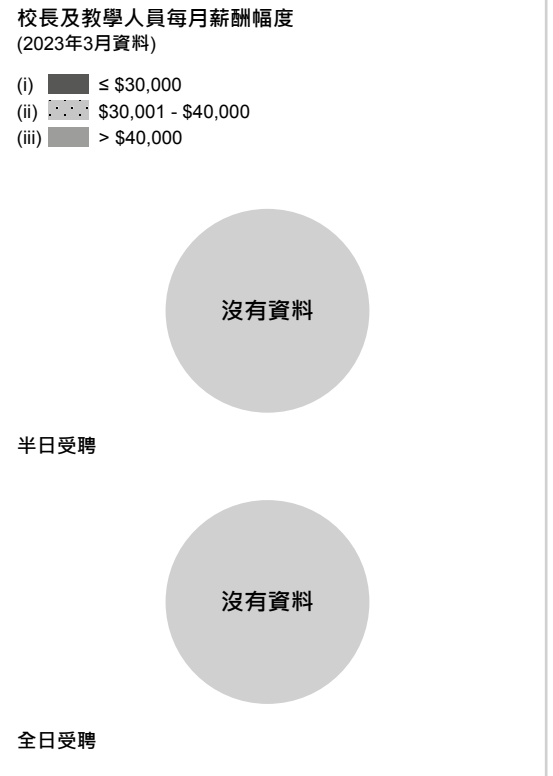 校長及教學人員每月薪酬幅度
(2023年3月資料)
(i) ≤ $30,000
(ii) $30,001 - $40,000
(iii) > $40,000
沒有資料
半日受聘
沒有資料
全日受聘